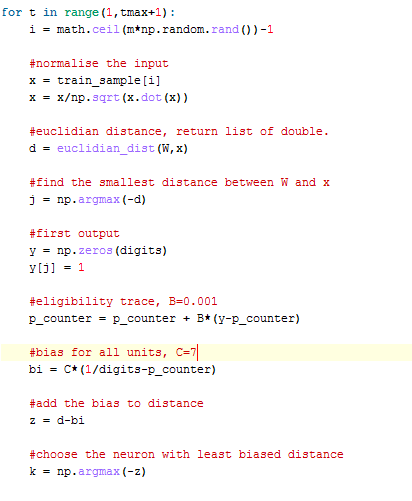 for t in range(1,tmax+1):
i = math.ceil(m*np.random.rand())-1
#normalise the input
x = train_sample[i]
x = x/np.sqrt(x.dot(x))
#euclidian distance, return list of double.
d = euclidian_dist(W,x)
#find the smallest distance between W and x
j = np.argmax(-d)
#first output
y = np.zeros(digits)
y[j] = 1
#eligibility trace, B=0.001
p_counter = p_counter + B*(y-p_counter)
#bias for all units, C=7
bi = C*(1/digits-p_counter)
#add the bias to distance
z = d-bi
#choose the neuron with least biased distance
k = np.argmax(-z)